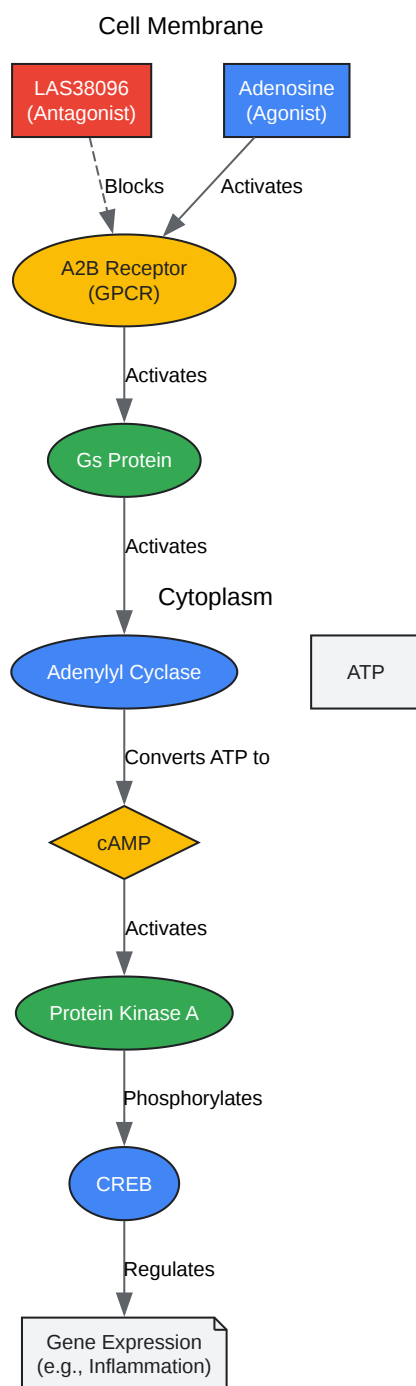 Cell Membrane
LAS38096
(Antagonist)
Adenosine
(Agonist)
Blocks
Activates
A2B Receptor
(GPCR)
Activates
Gs Protein
Activates
Cytoplasm
Adenylyl Cyclase
ATP
Converts ATP to
cAMP
Activates
Protein Kinase A
Phosphorylates
CREB
Regulates
Gene Expression
(e.g., Inflammation)